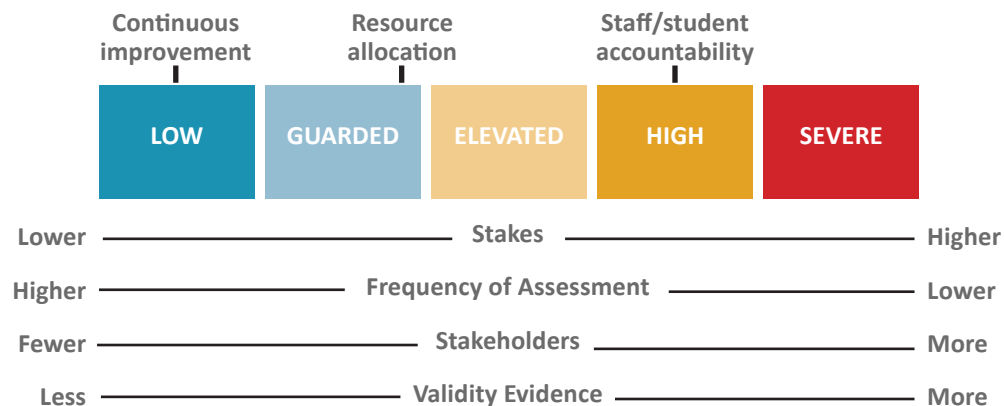 Continuous
improvement
Resource
allocation
Staff/student
accountability
LOW
GUARDED
ELEVATED
HIGH
SEVERE
Lower Stakes Higher
Higher Frequency of Assessment Lower
Fewer Stakeholders More
Less Validity Evidence More